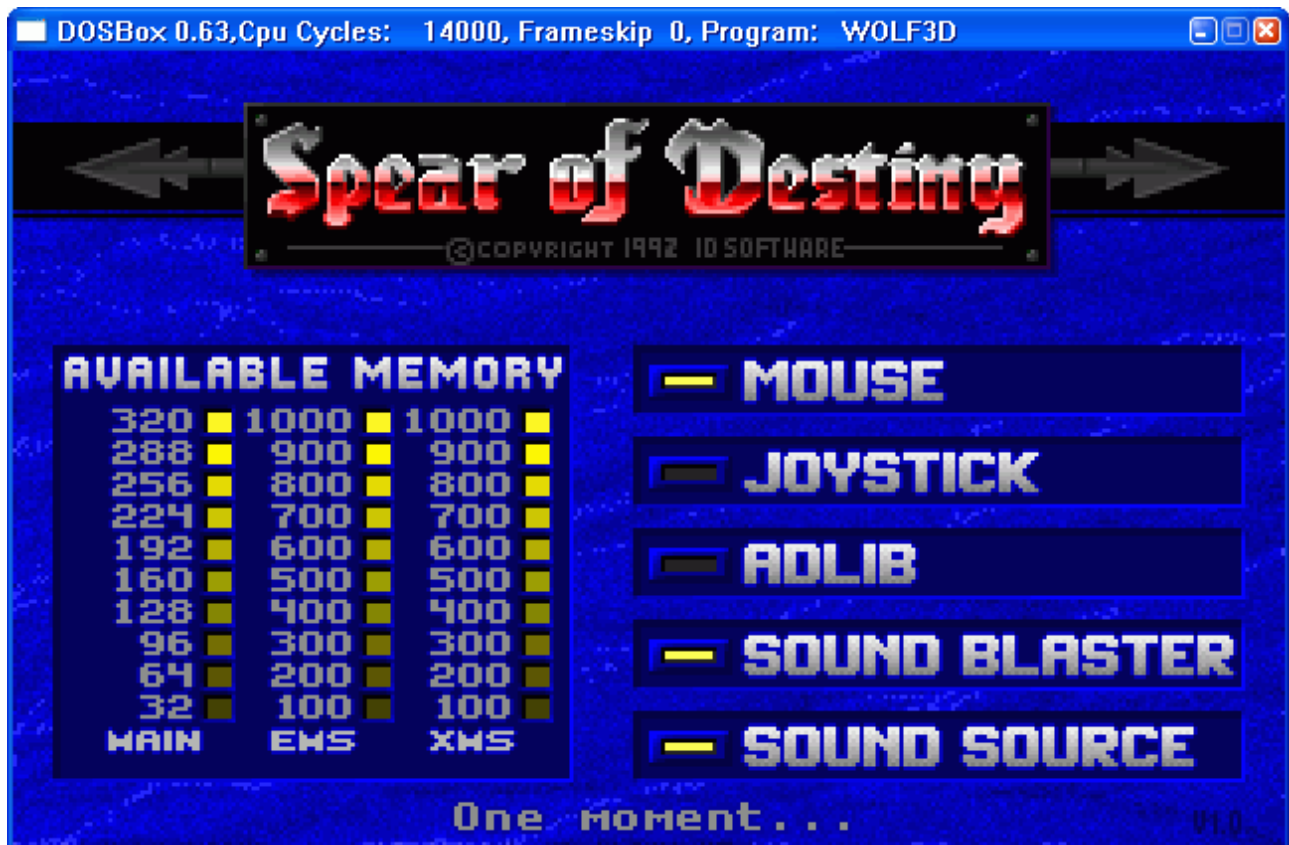 DOSBox 0.63,Cpu Cycles: 14000, Frameskip 0, Program: WOLF3D
Spear of Destiny
©COPYRIGHT 1992 ID SOFTWARE
AVAILABLE MEMORY
320 1000 1000
288 900 900
256 800 800
224 700 700
192 600 600
160 500 500
128 400 400
96 300 300
64 200 200
32 100 100
MAIN EMS XMS
MOUSE
JOYSTICK
ADLIB
SOUND BLASTER
SOUND SOURCE
One moment...
V1.0